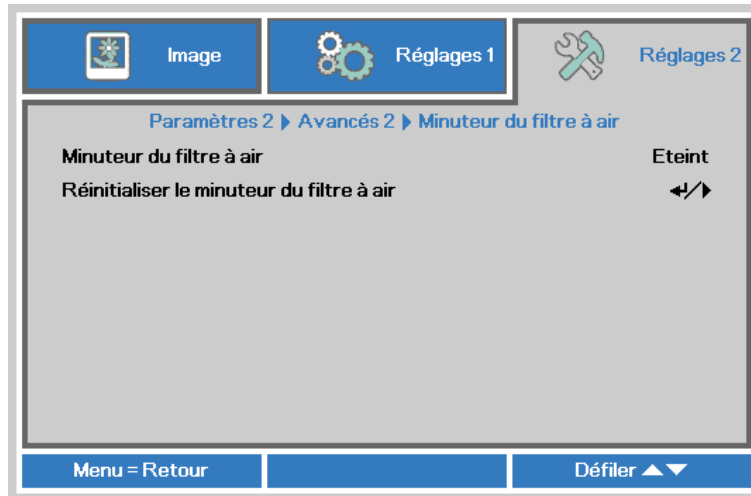 Image
Réglages 1
Réglages 2
Paramètres 2 ▶ Avancés 2 ▶ Minuteur du filtre à air
Minuteur du filtre à air Eteint
Réinitialiser le minuteur du filtre à air ↵/▶
Menu = Retour
Défiler ▲▼